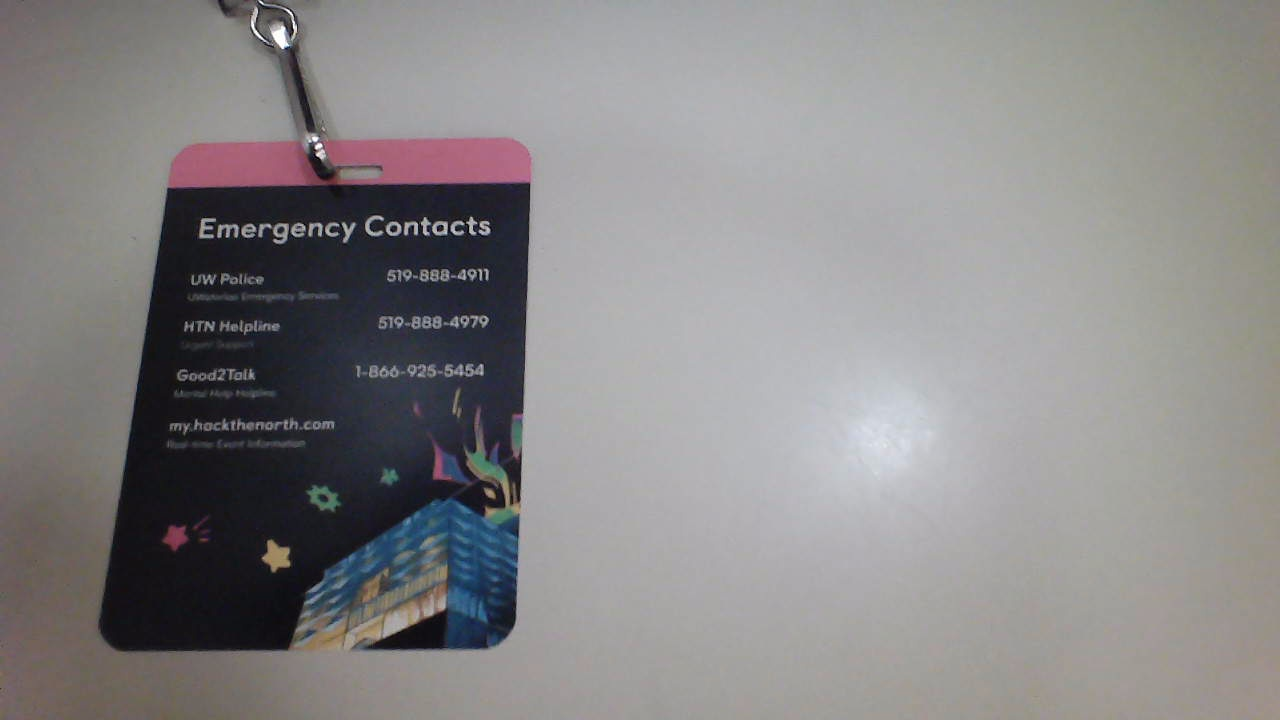 Emergency Contacts
UW Police 519-888-4911
UWaterloo Emergency Services
HTN Helpline 519-888-4979
Urgent Support
Good2Talk 1-866-925-5454
Mental Help Helpline
my.hackthenorth.com
Real-time Event Information